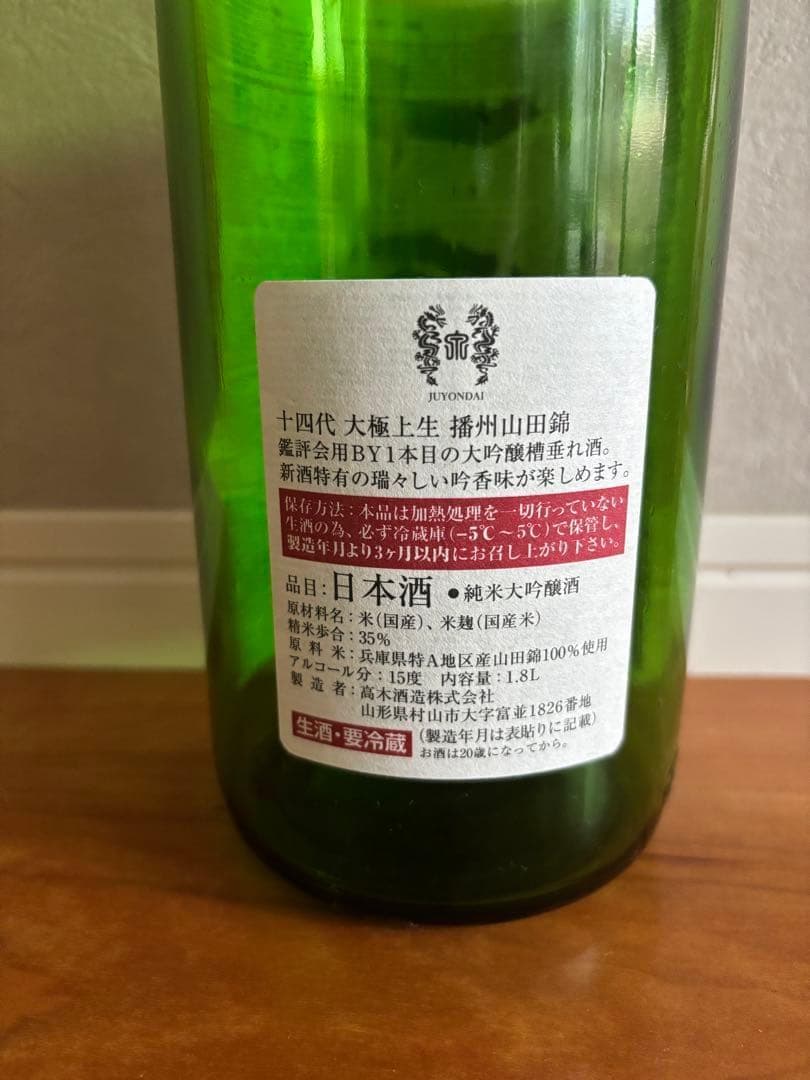 JUYONDAI
十四代 大極上生 播州山田錦
鑑評会用BY1本目の大吟醸槽垂れ酒。
新酒特有の瑞々しい吟香味が楽しめます。
保存方法：本品は加熱処理を一切行っていない
生酒の為、必ず冷蔵庫(−5℃～5℃)で保管し、
製造年月より3ヶ月以内にお召し上がり下さい。
品目：日本酒 ●純米大吟醸酒
原材料名：米(国産)、米麹(国産米)
精米歩合：35%
原料米：兵庫県特A地区産山田錦100%使用
アルコール分：15度 内容量：1.8L
製造者：高木酒造株式会社
山形県村山市大字富並1826番地
生酒・要冷蔵
(製造年月は表貼りに記載)
お酒は20歳になってから。